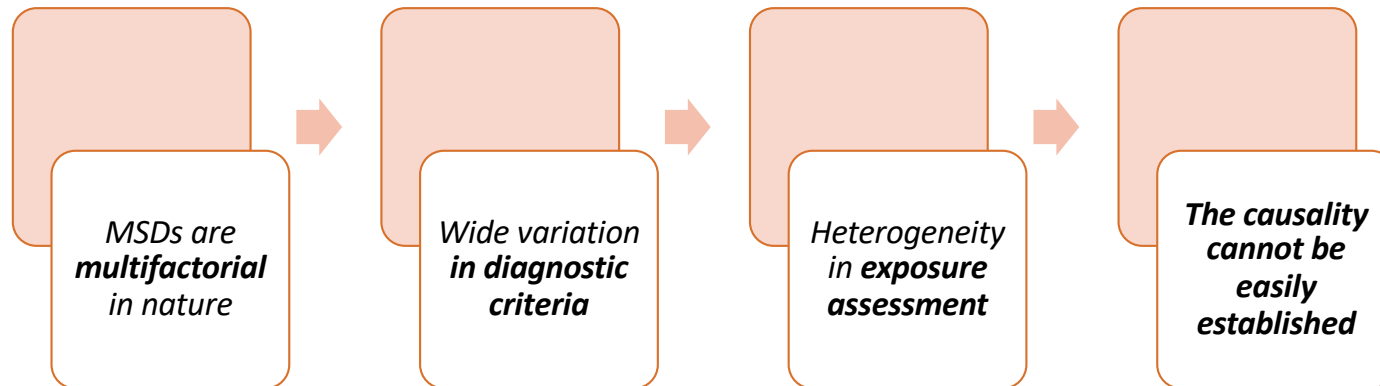 MSDs are
multifactorial
in nature
Wide variation
in diagnostic
criteria
Heterogeneity
in exposure
assessment
The causality
cannot be
easily
established